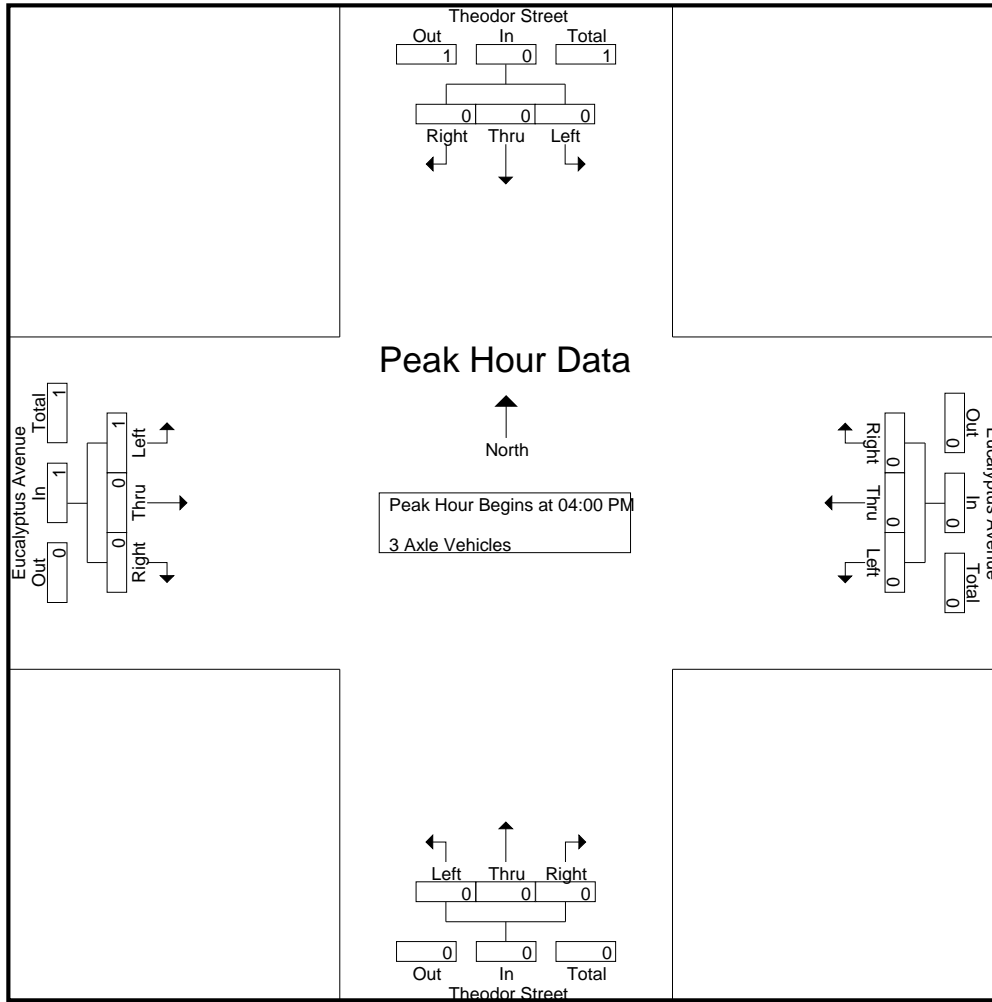 Theodor Street
Out In Total
1 0 1
0 0 0
Right Thru Left
Peak Hour Data
North
Peak Hour Begins at 04:00 PM
3 Axle Vehicles
Eucalyptus Avenue
Out In Total
0 1 1
0 0 1
Right Thru Left
Eucalyptus Avenue
Out In Total
0 0 0
0 0 0
Right Thru Left
Left Thru Right
0 0 0
0 0 0
Out In Total
Theodor Street